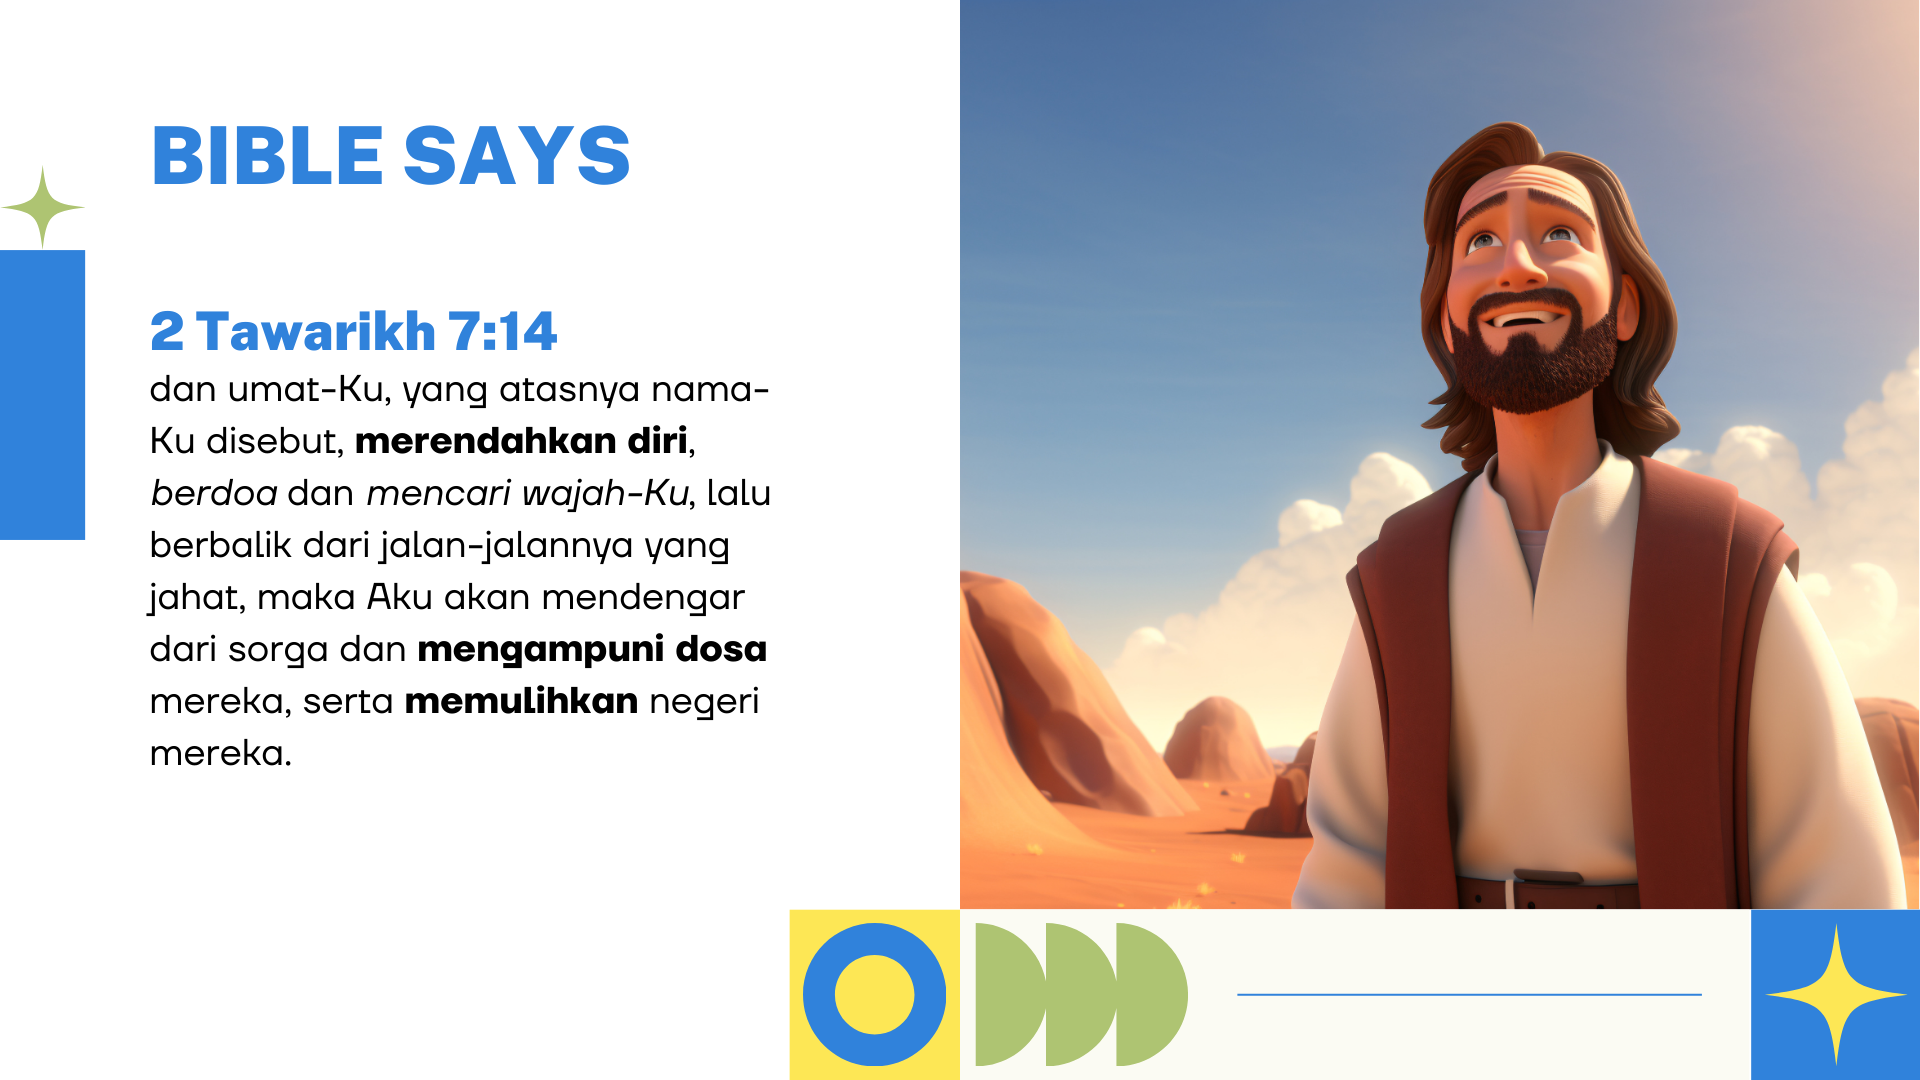 BIBLE SAYS
2 Tawarikh 7:14
dan umat-Ku, yang atasnya nama-
Ku disebut, merendahkan diri,
berdoa dan mencari wajah-Ku, lalu
berbalik dari jalan-jalannya yang
jahat, maka Aku akan mendengar
dari sorga dan mengampuni dosa
mereka, serta memulihkan negeri
mereka.